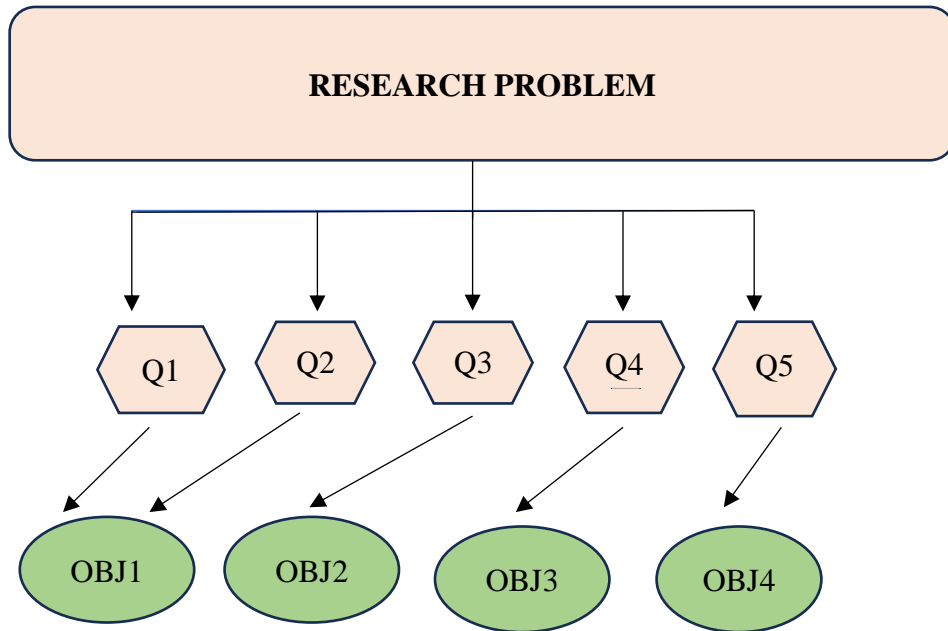 RESEARCH PROBLEM
Q1
Q2
Q3
Q4
Q5
OBJ1
OBJ2
OBJ3
OBJ4